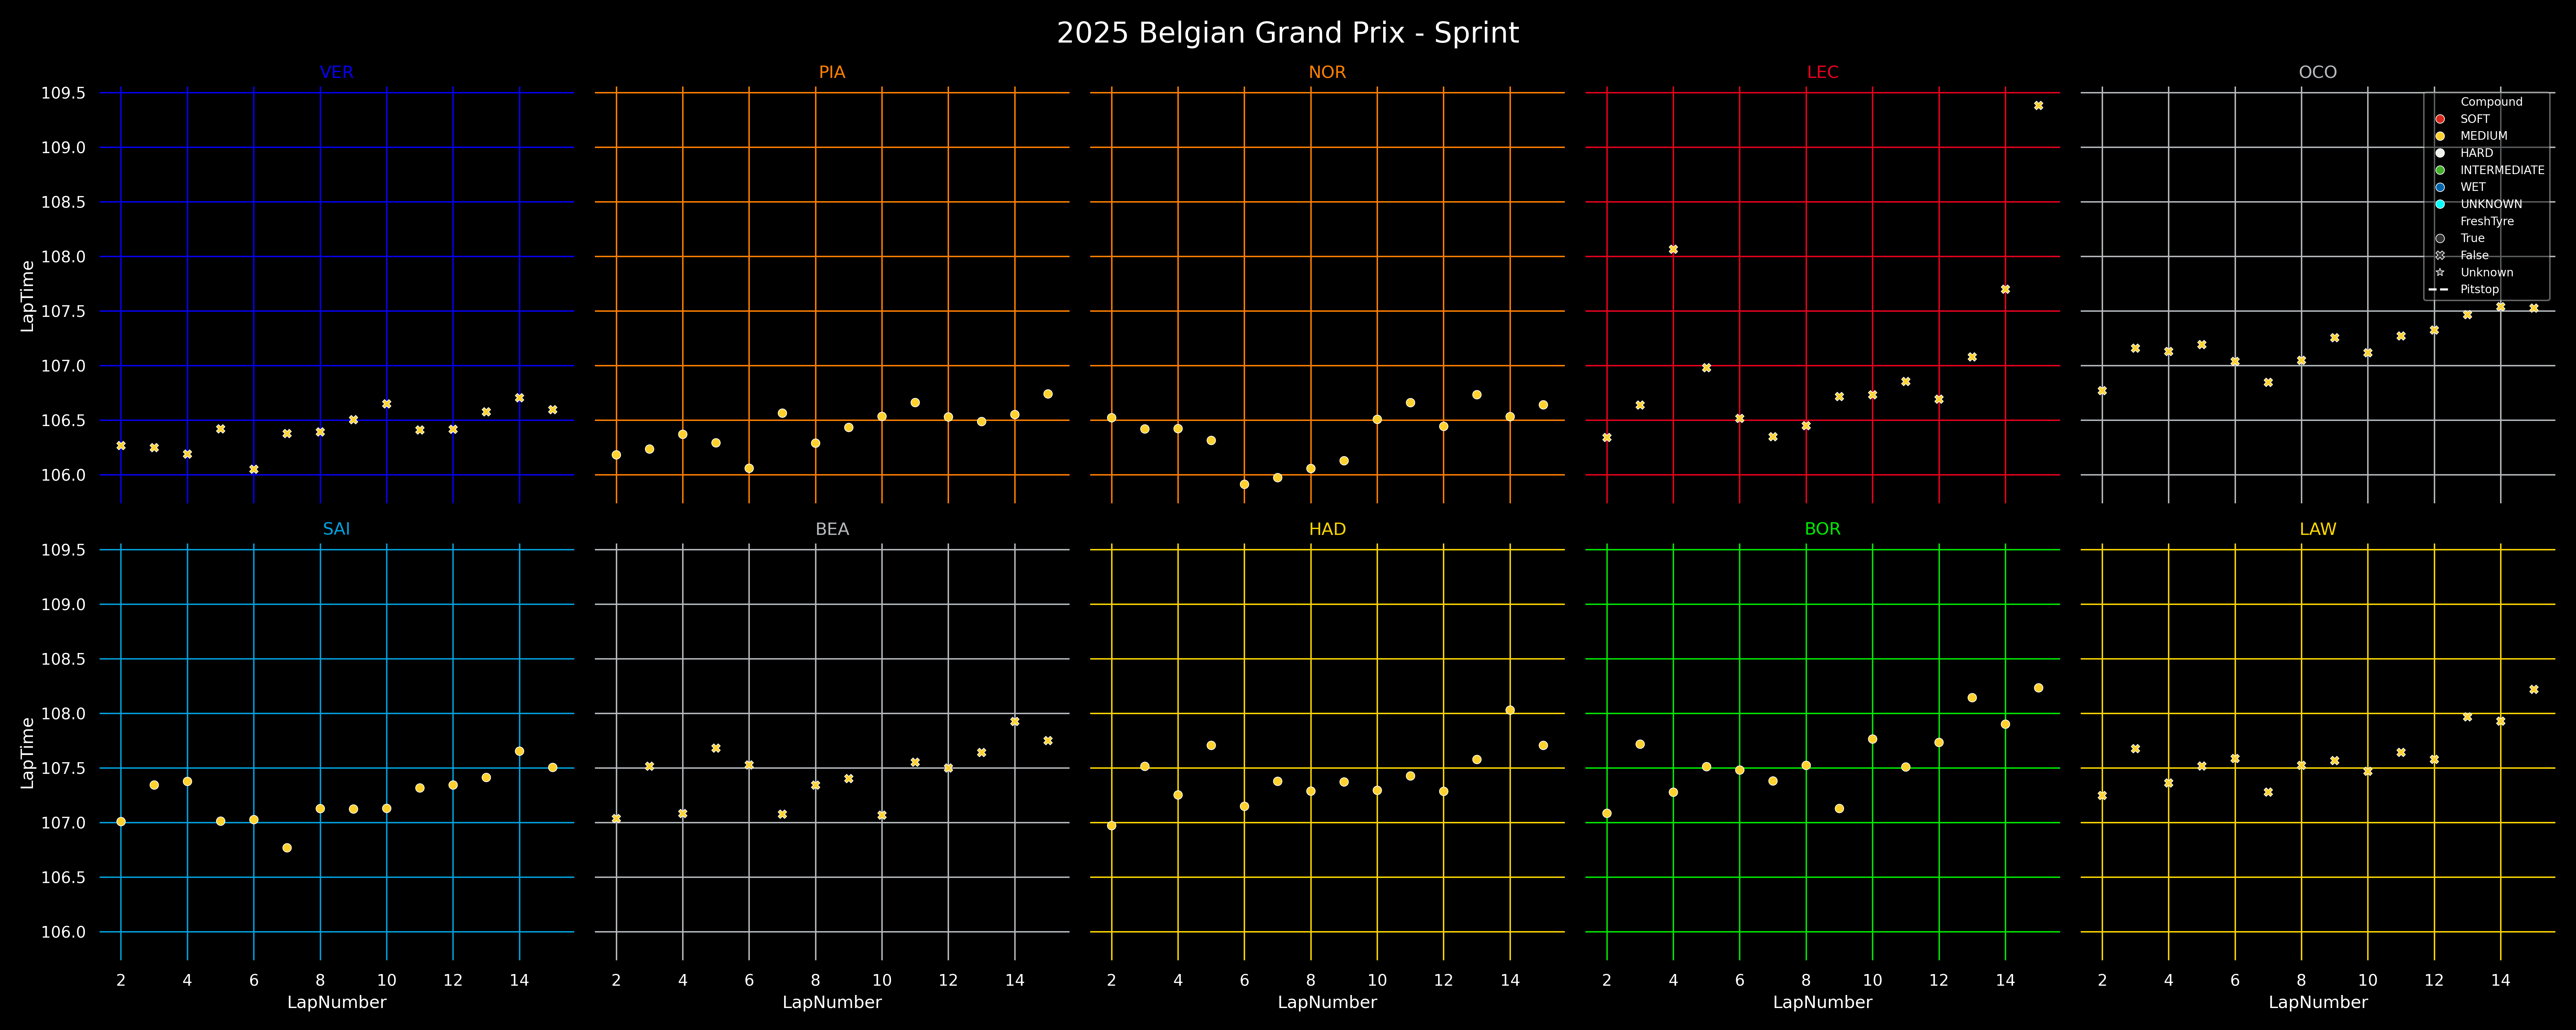 2025 Belgian Grand Prix - Sprint
VER
PIA
NOR
LEC
OCO
109.5
109.0
108.5
108.0
107.5
107.0
106.5
106.0
LapTime
Compound
SOFT
MEDIUM
HARD
INTERMEDIATE
WET
UNKNOWN
FreshTyre
True
False
Unknown
Pitstop
SAI
BEA
HAD
BOR
LAW
109.5
109.0
108.5
108.0
107.5
107.0
106.5
106.0
LapTime
2 4 6 8 10 12 14
2 4 6 8 10 12 14
2 4 6 8 10 12 14
2 4 6 8 10 12 14
2 4 6 8 10 12 14
LapNumber
LapNumber
LapNumber
LapNumber
LapNumber